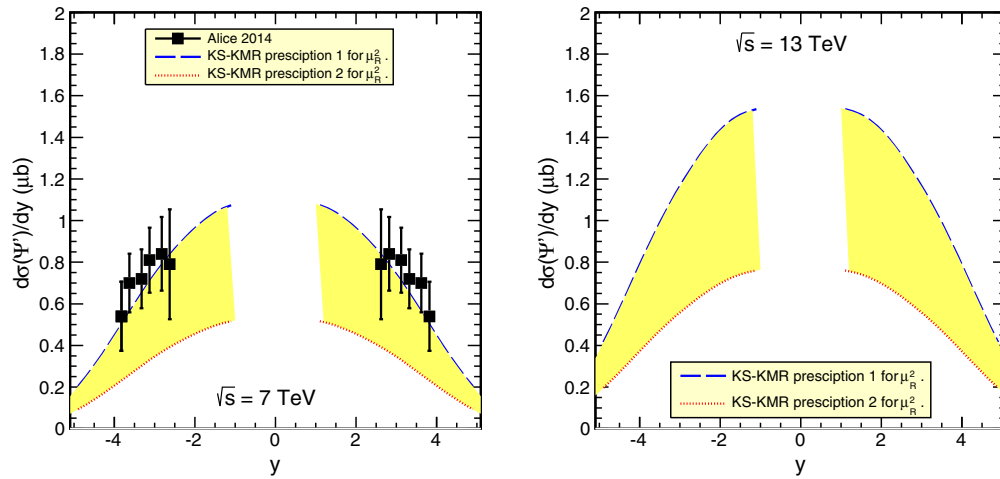 2
1.8
1.6
1.4
1.2
1
0.8
0.6
0.4
0.2
0
dσ(Ψ')/dy (μb)
Alice 2014
KS-KMR presciption 1 for μ²_R .
KS-KMR presciption 2 for μ²_R .
√s = 7 TeV
-4
-2
0
2
4
y
2
1.8
1.6
1.4
1.2
1
0.8
0.6
0.4
0.2
0
dσ(Ψ')/dy (μb)
√s = 13 TeV
KS-KMR presciption 1 for μ²_R .
KS-KMR presciption 2 for μ²_R .
-4
-2
0
2
4
y